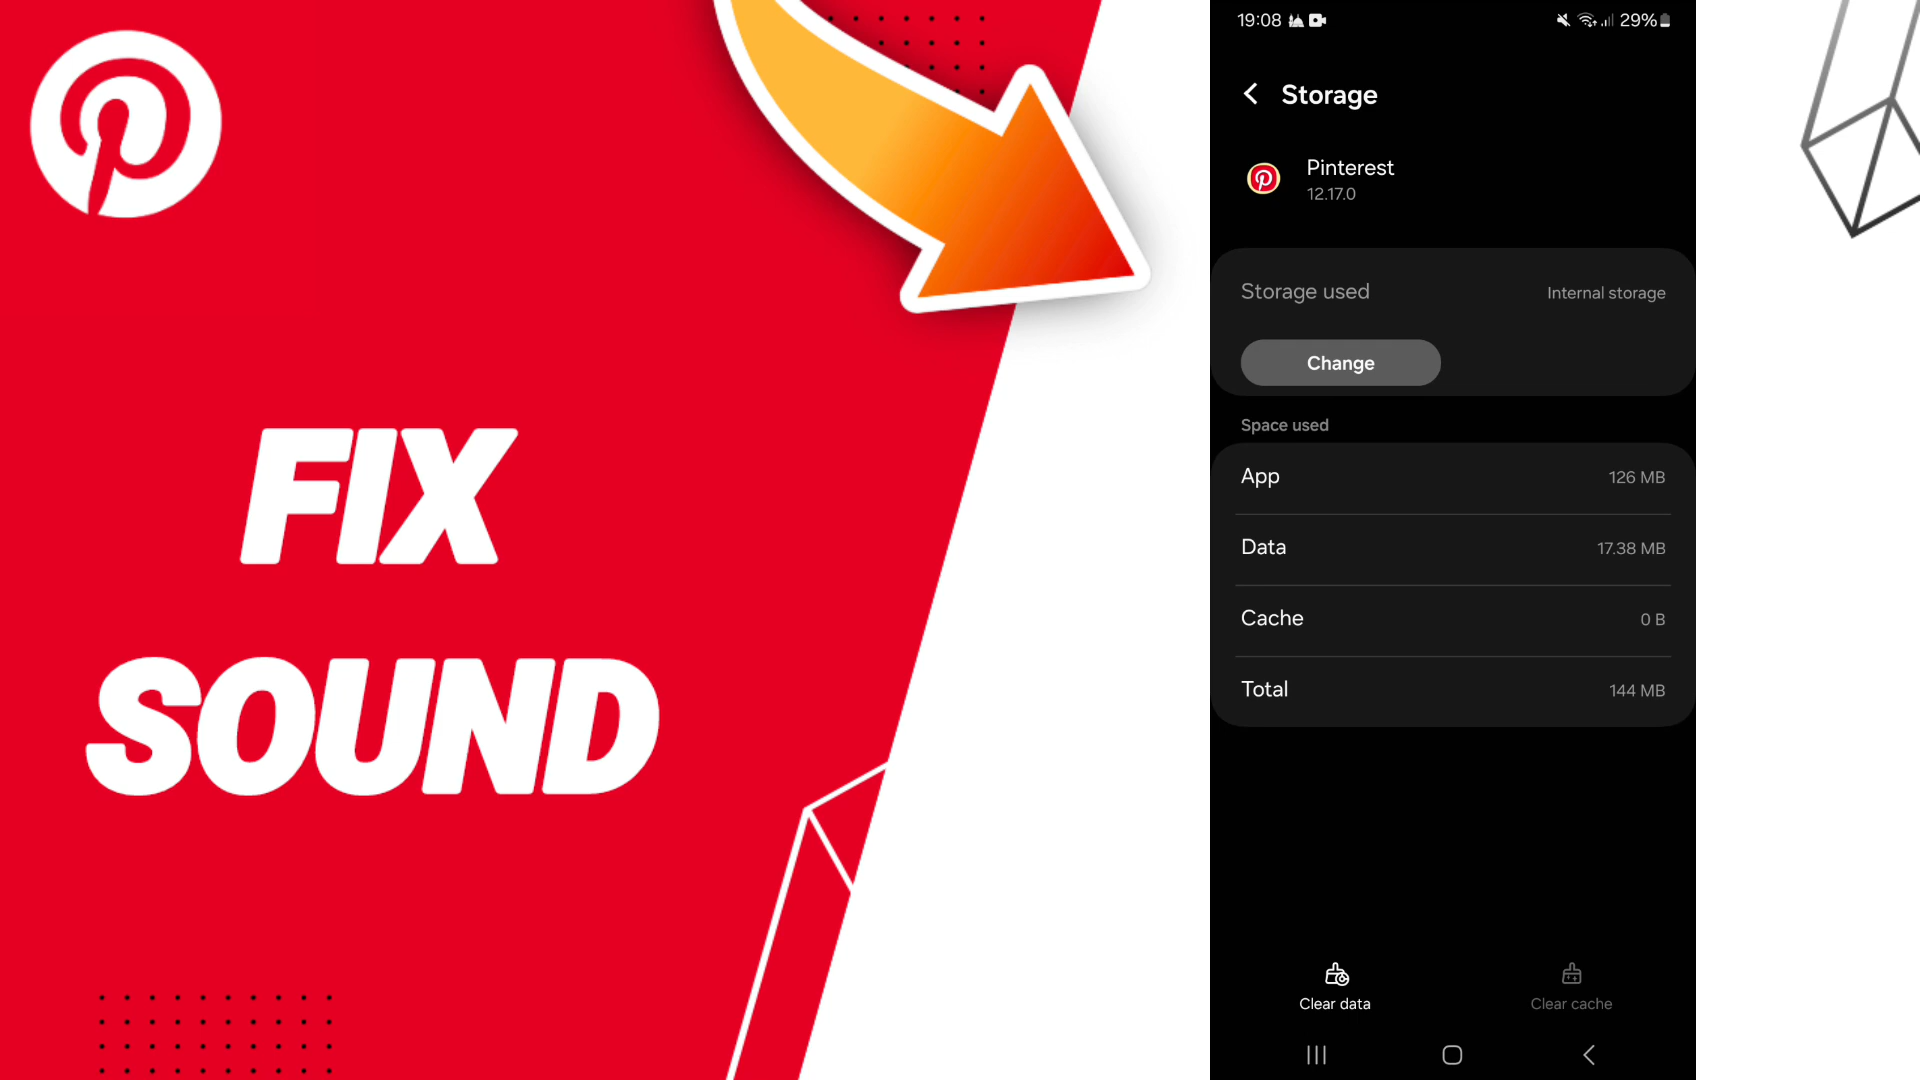 FIX
SOUND
19:08
29%
Storage
Pinterest
12.17.0
Storage used
Internal storage
Change
Space used
App
126 MB
Data
17.38 MB
Cache
0 B
Total
144 MB
Clear data
Clear cache